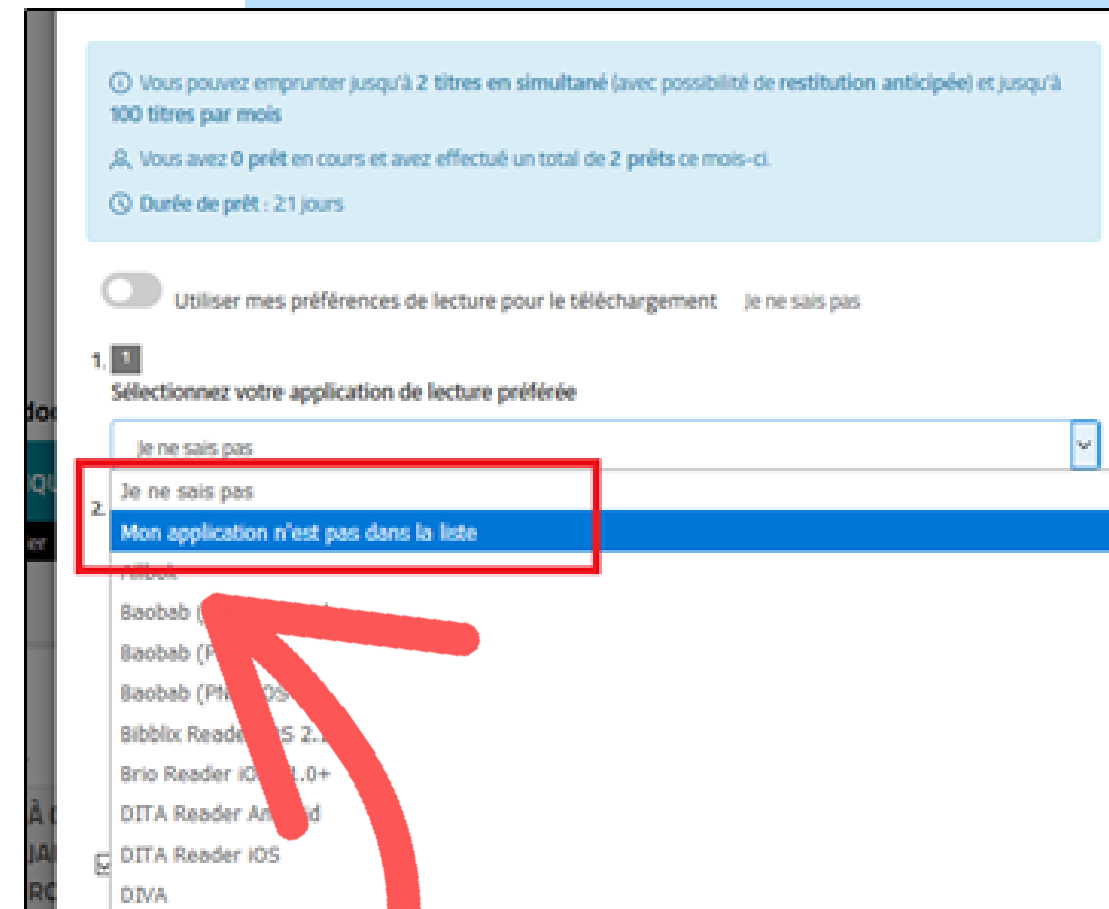 Vous pouvez emprunter jusqu'à 2 titres en simultané (avec possibilité de restitution anticipée) et jusqu'à
100 titres par mois
Vous avez 0 prêt en cours et avez effectué un total de 2 prêts ce mois-ci.
Durée de prêt : 21 jours
Utiliser mes préférences de lecture pour le téléchargement Je ne sais pas
1. 1
Sélectionnez votre application de lecture préférée
Je ne sais pas
Je ne sais pas
2.
Mon application n'est pas dans la liste
Baobab
Baobab
Baobab
Bibblix
Brio Reader
DITA Reader
DITA Reader iOS
DIVA